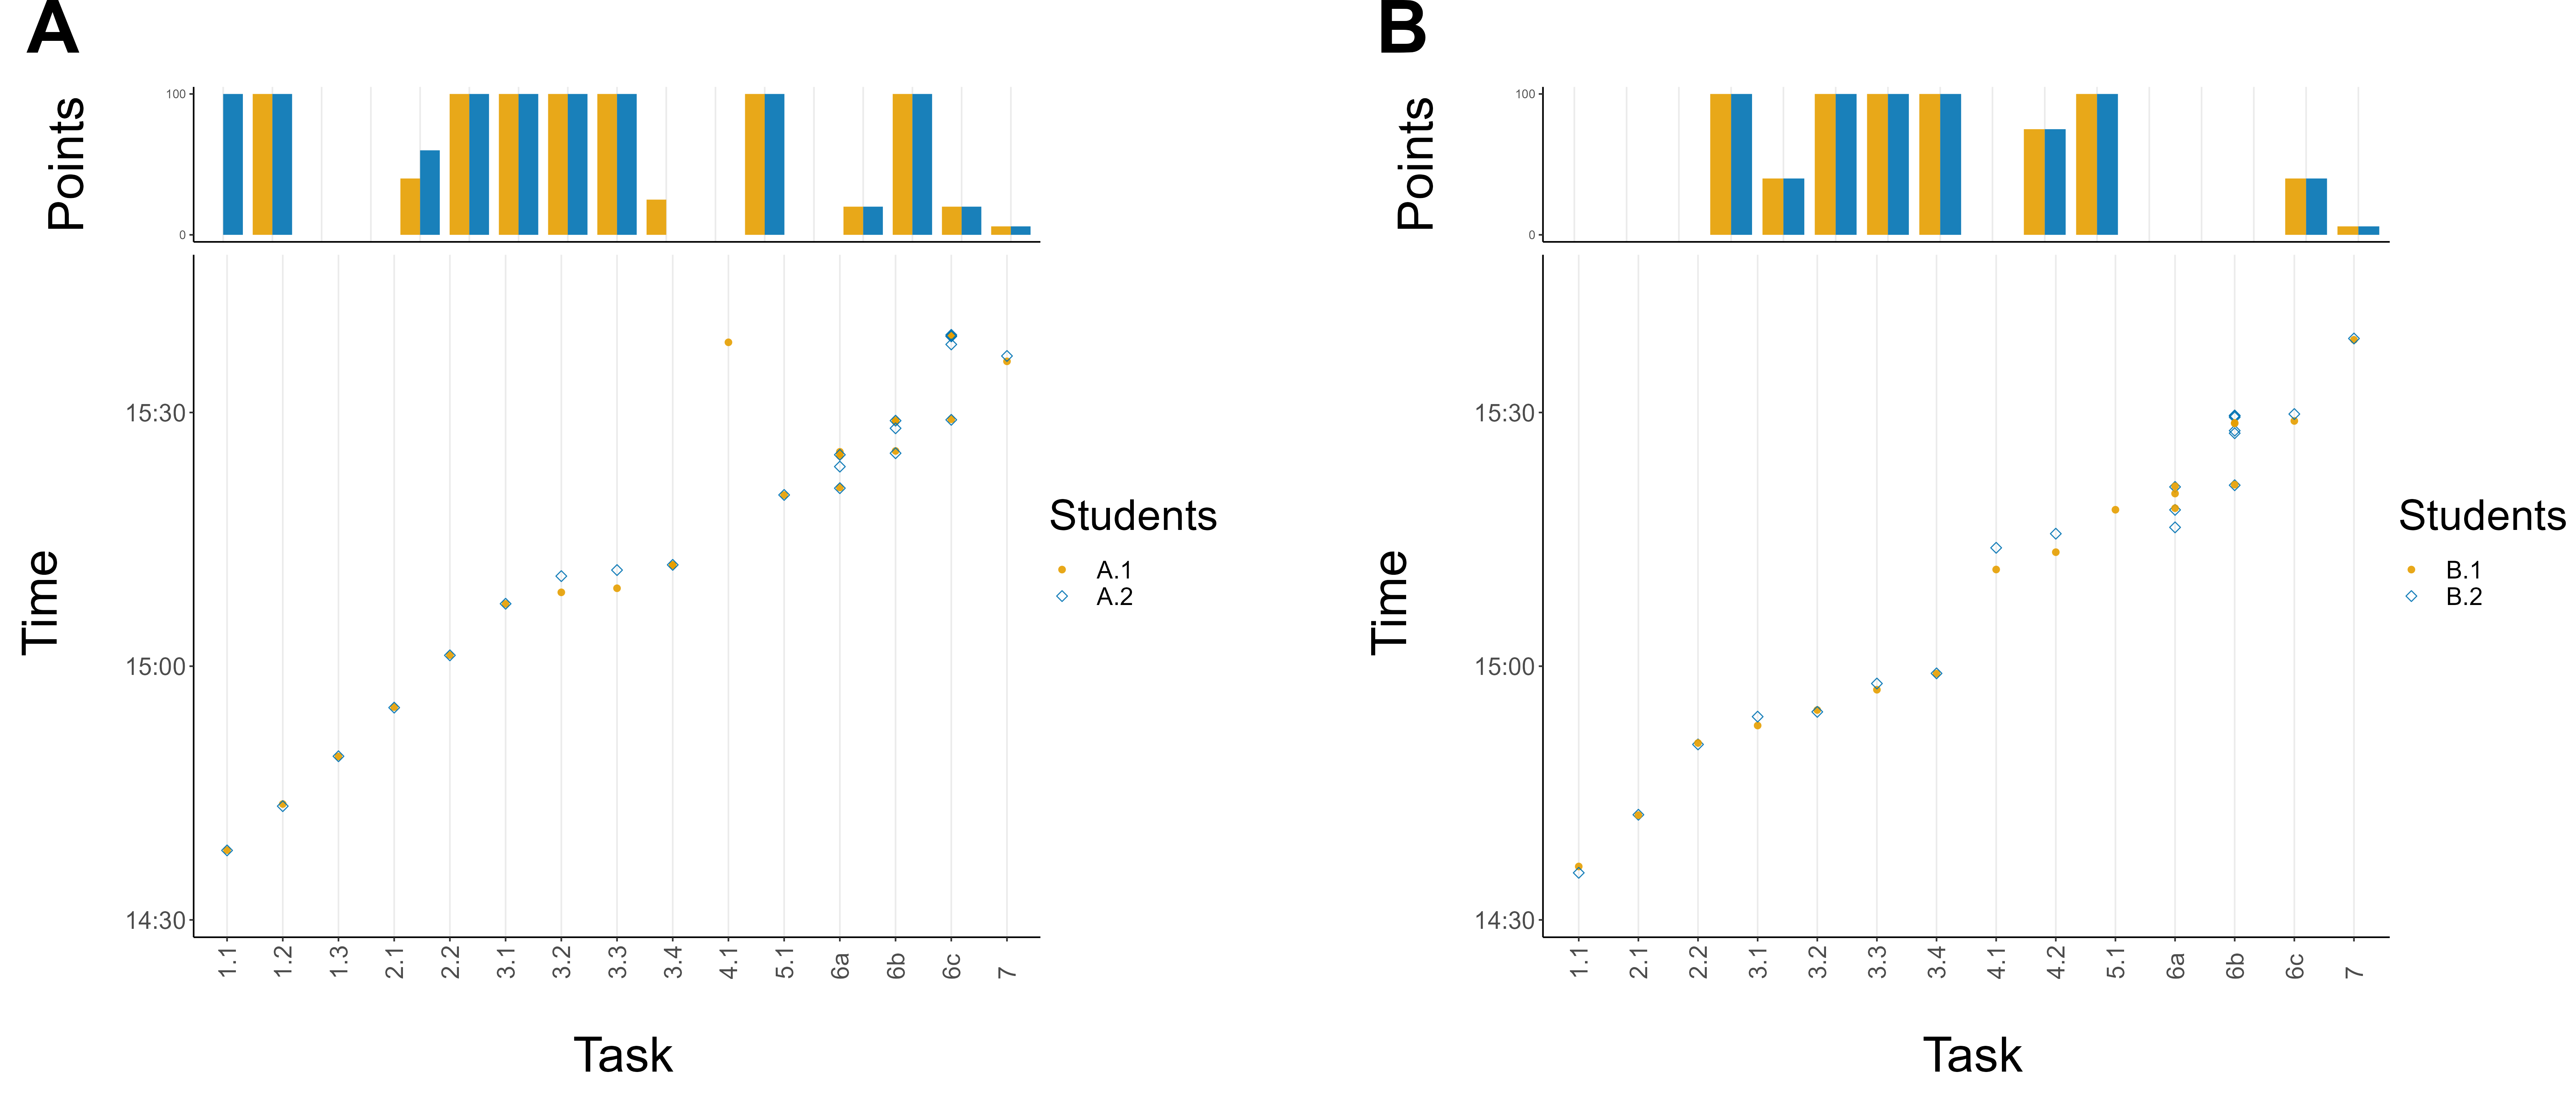 A
Points
100
0
Time
15:30
15:00
14:30
1.1 1.2 1.3 2.1 2.2 3.1 3.2 3.3 3.4 4.1 5.1 6a 6b 6c 7
Task
Students
A.1
A.2
B
Points
100
0
Time
15:30
15:00
14:30
1.1 2.1 2.2 3.1 3.2 3.3 3.4 4.1 4.2 5.1 6a 6b 6c 7
Task
Students
B.1
B.2